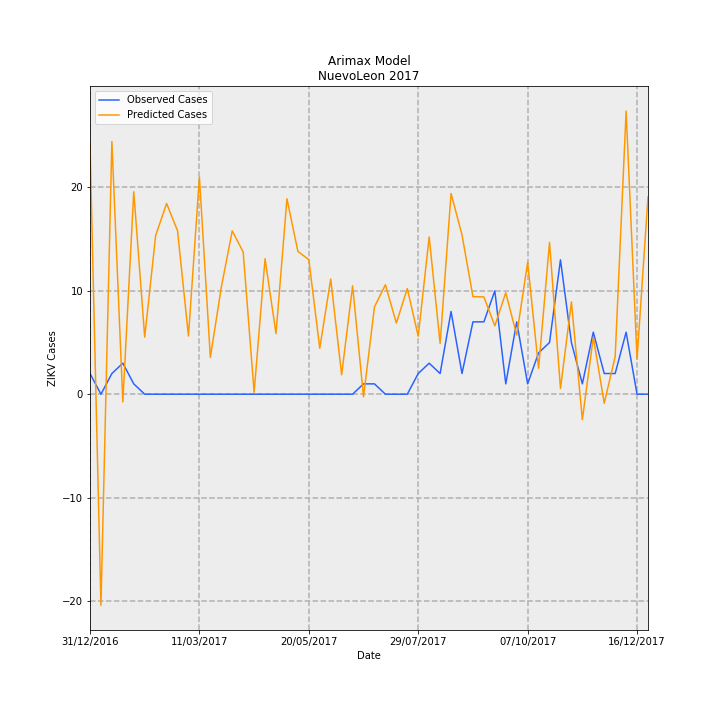 Arimax Model
NuevoLeon 2017
Observed Cases
Predicted Cases
ZIKV Cases
20
10
0
−10
−20
31/12/2016
11/03/2017
20/05/2017
29/07/2017
07/10/2017
16/12/2017
Date